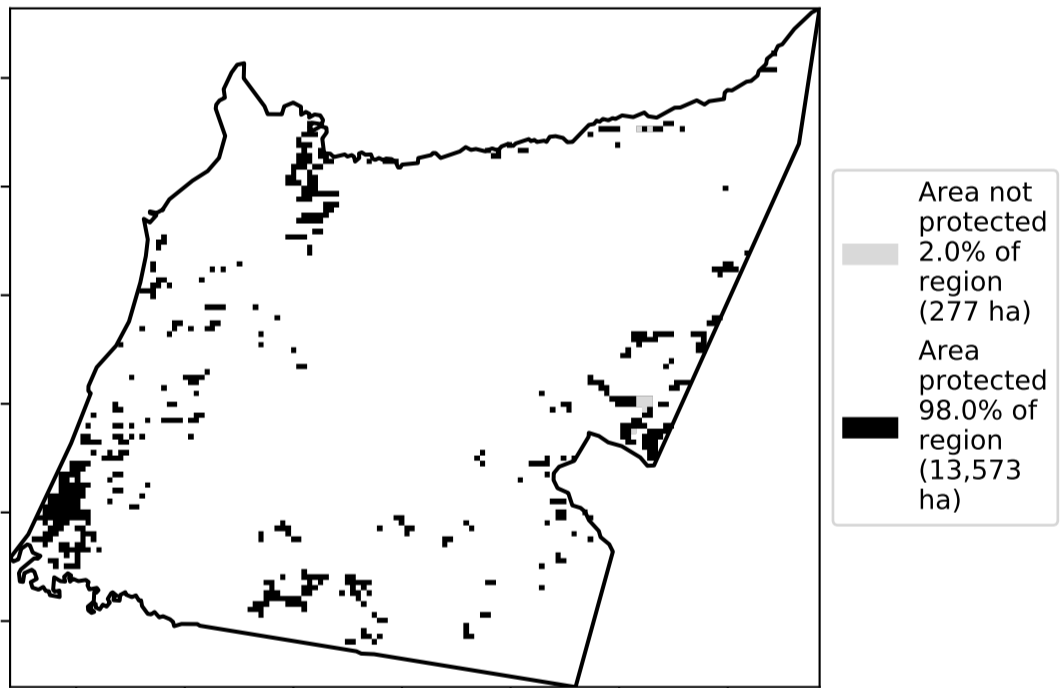 Area not
protected
2.0% of
region
(277 ha)
Area
protected
98.0% of
region
(13,573
ha)